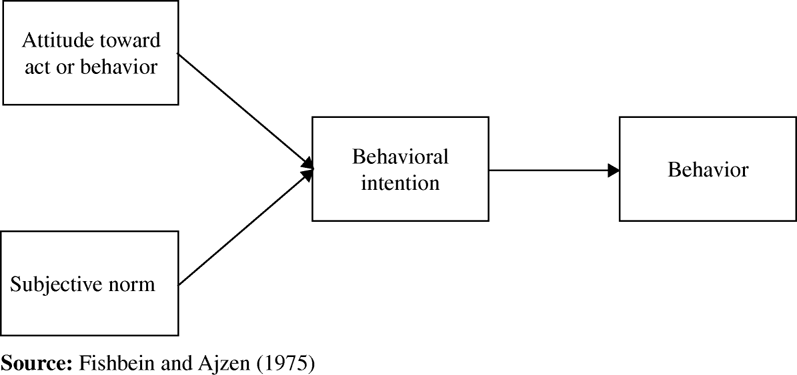 Attitude toward
act or behavior
Behavioral
intention
Behavior
Subjective norm
Source: Fishbein and Ajzen (1975)